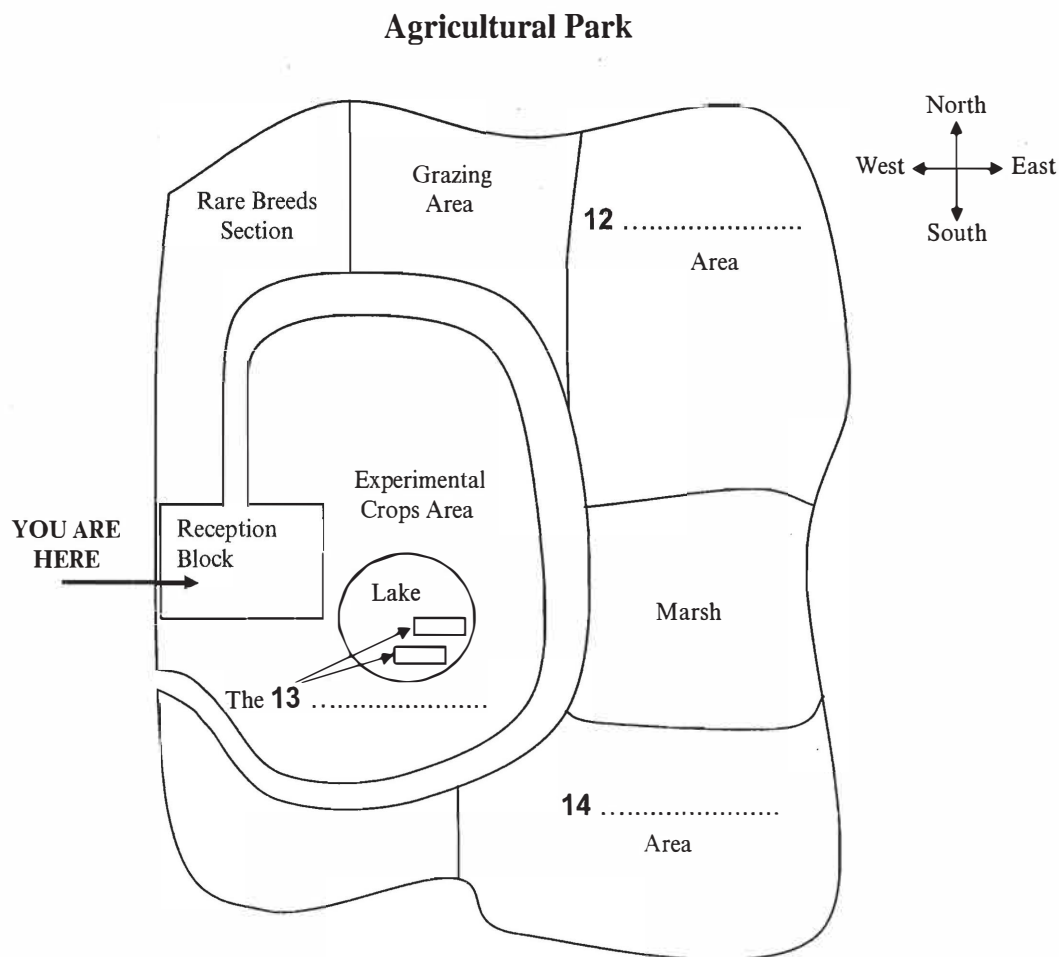 Agricultural Park
North
West East
South
Rare Breeds
Section
Grazing
Area
12 ..............................
Area
Experimental
Crops Area
YOU ARE
HERE
Reception
Block
Lake
Marsh
The 13 ..............................
14 ..............................
Area